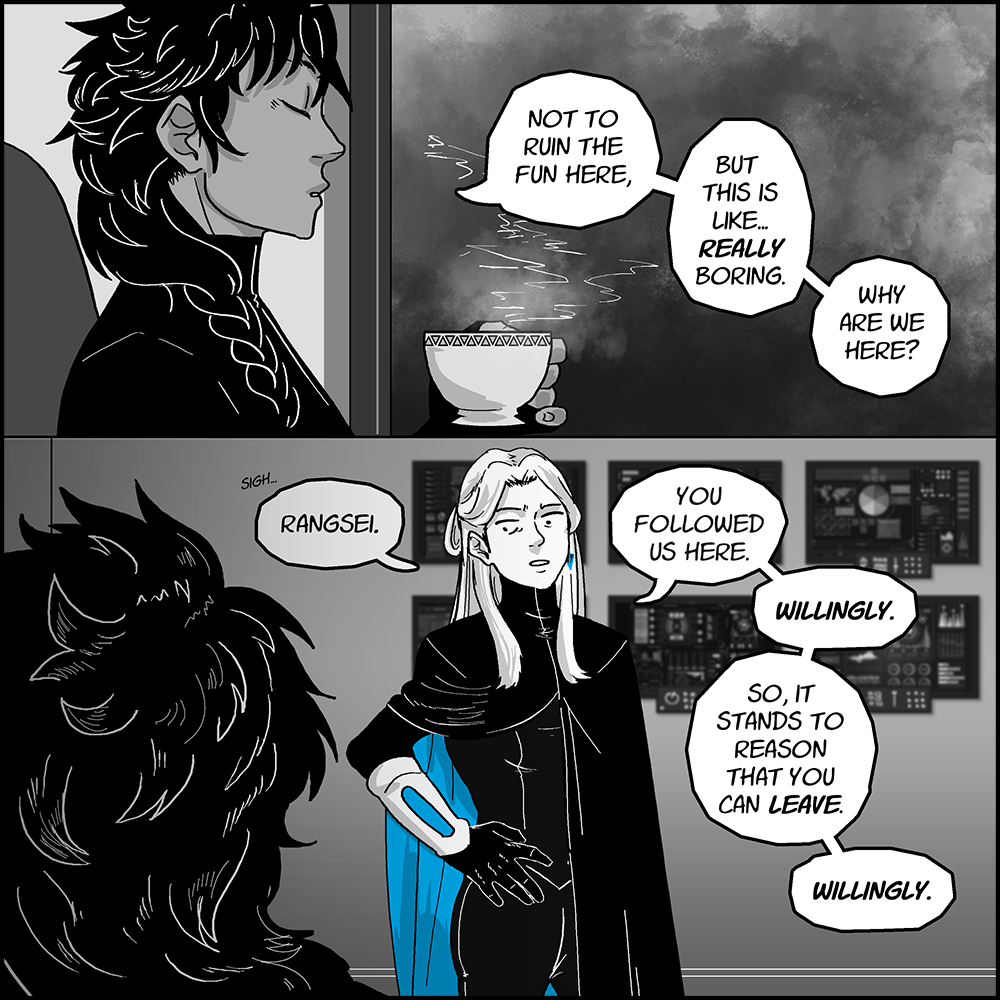 NOT TO
RUIN THE
FUN HERE,
BUT
THIS IS
LIKE...
REALLY
BORING.
WHY
ARE WE
HERE?
SIGH...
RANGSEI.
YOU
FOLLOWED
US HERE.
WILLINGLY.
SO, IT
STANDS TO
REASON
THAT YOU
CAN LEAVE.
WILLINGLY.